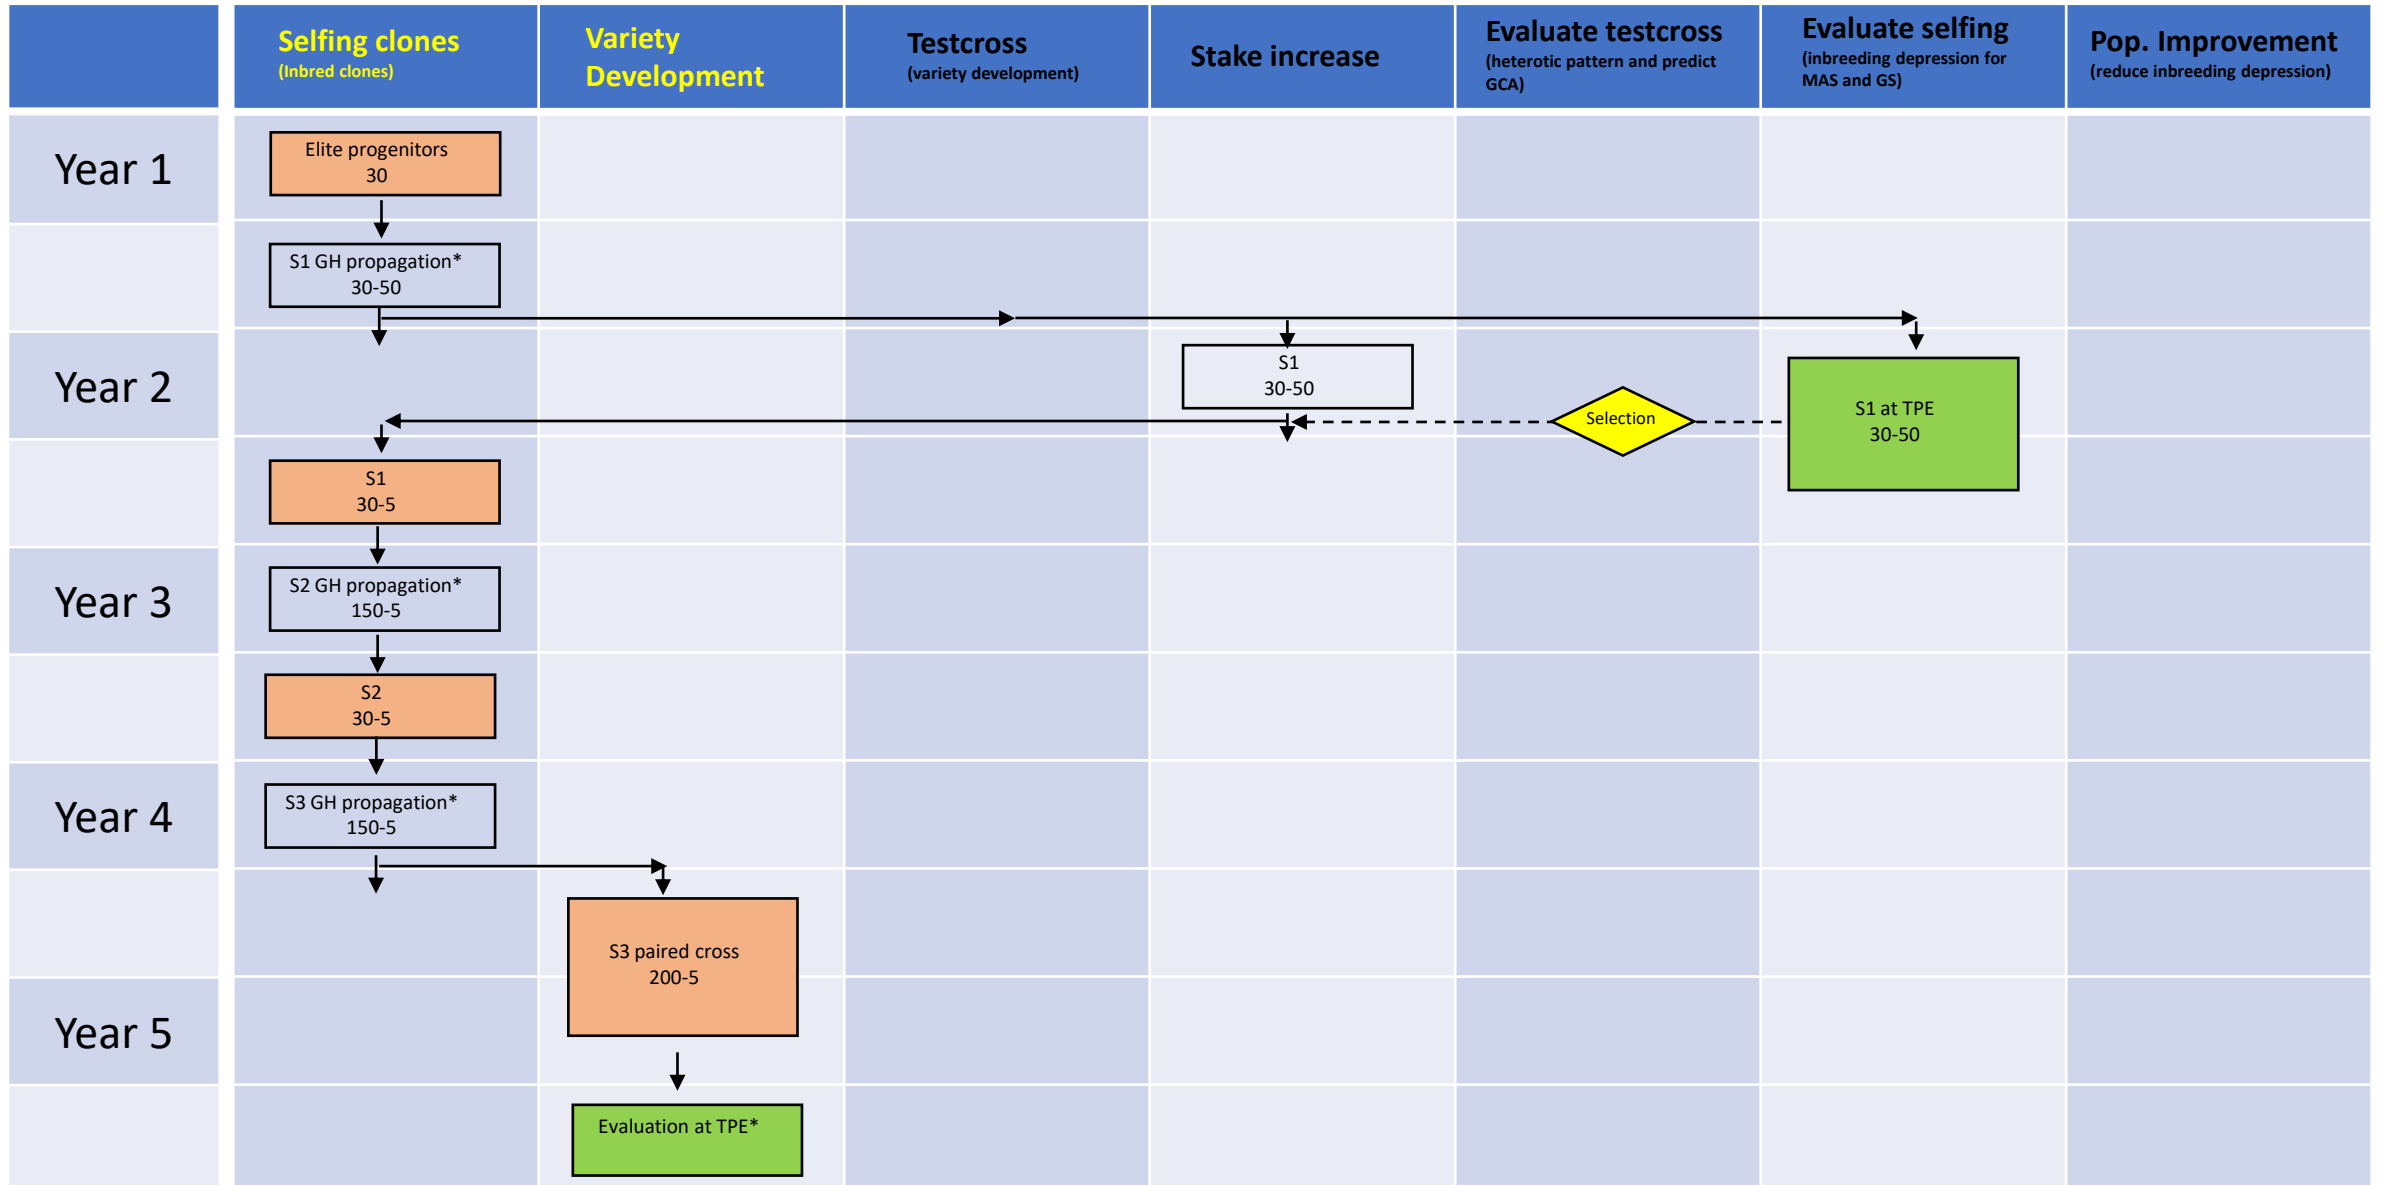 Selfing clones
(Inbred clones)
Variety
Development
Testcross
(variety development)
Stake increase
Evaluate testcross
(heterotic pattern and predict
GCA)
Evaluate selfing
(inbreeding depression for
MAS and GS)
Pop. Improvement
(reduce inbreeding depression)
Year 1
Elite progenitors
30
S1 GH propagation*
30-50
Year 2
S1
30-50
Selection
S1 at TPE
30-50
S1
30-5
Year 3
S2 GH propagation*
150-5
S2
30-5
Year 4
S3 GH propagation*
150-5
S3 paired cross
200-5
Year 5
Evaluation at TPE*